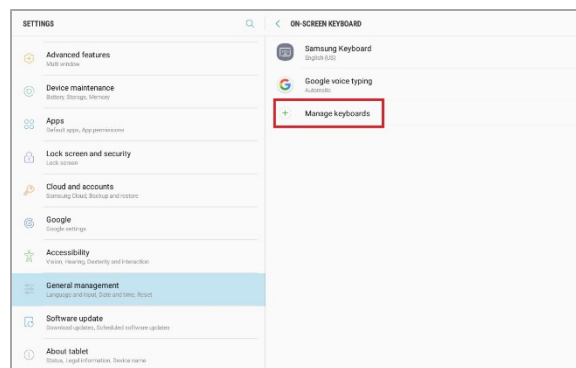 SETTINGS
Advanced features
Multi window
Device maintenance
Battery, Storage, Memory
Apps
Default apps, App permissions
Lock screen and security
Lock screen
Cloud and accounts
Samsung Cloud, Backup and restore
Google
Google settings
Accessibility
Vision, Hearing, Dexterity and interaction
General management
Language and input, Date and time, Reset
Software update
Download updates, Scheduled software updates
About tablet
Status, Legal information, Device name
ON-SCREEN KEYBOARD
Samsung Keyboard
English (US)
Google voice typing
Automatic
Manage keyboards